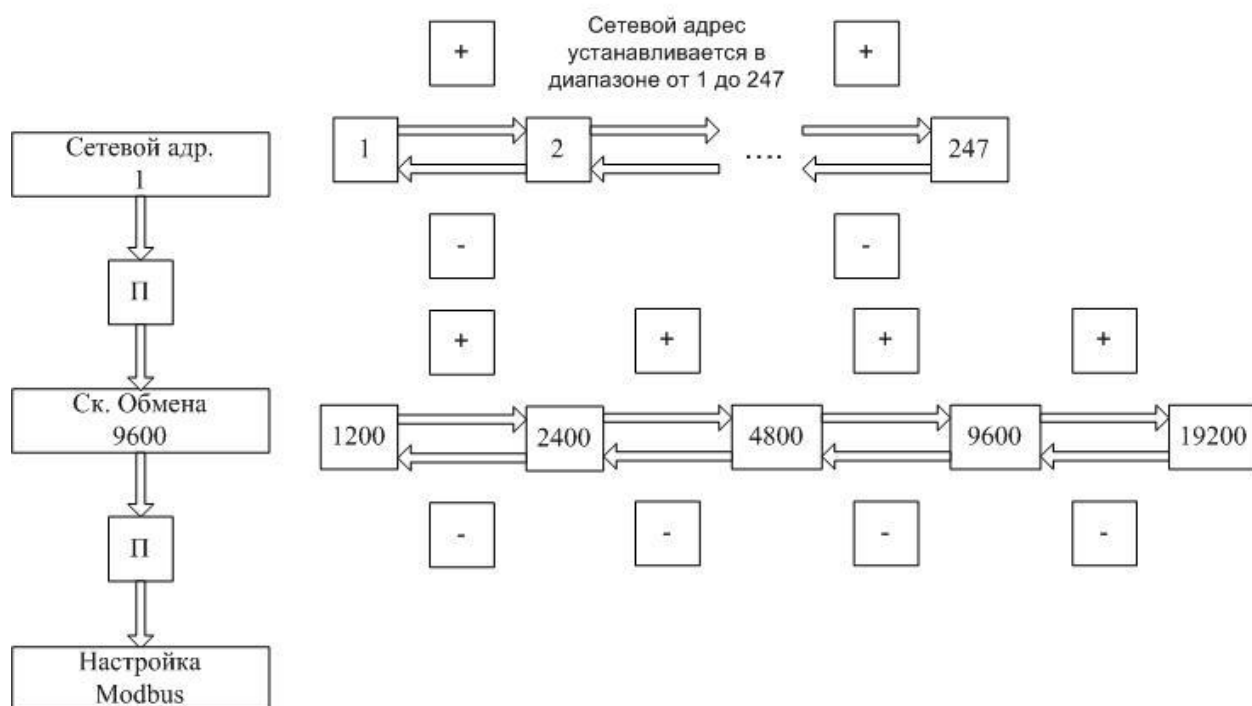 +
Сетевой адрес
устанавливается в
диапазоне от 1 до 247
+
Сетевой адр.
1
1
2
....
247
-
-
П
+
+
+
+
Ск. Обмена
9600
1200
2400
4800
9600
19200
-
-
-
-
П
Настройка
Modbus